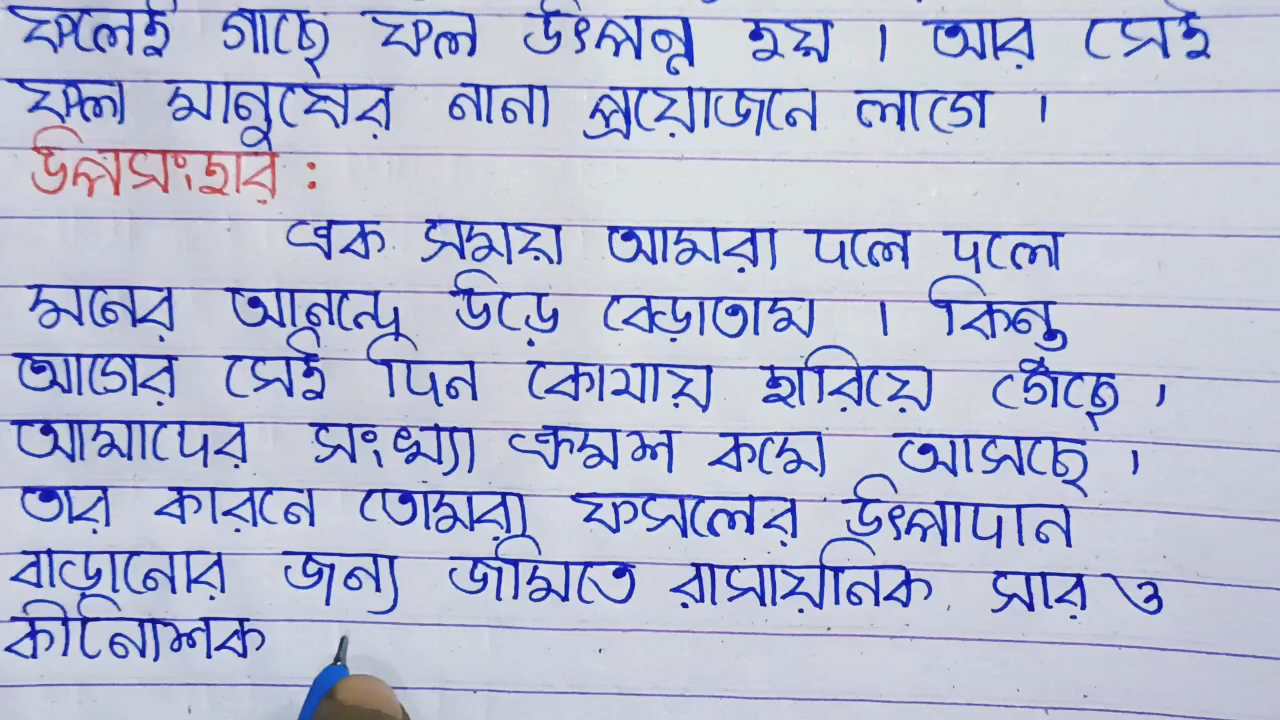 ফলেই গাছে ফল উৎপন্ন হয় । আর সেই
ফল মানুষের নানা প্রয়োজনে লাগে ।
উপসংহার :
এক সময় আমরা দলে দলে
মনের আনন্দে উড়ে বেড়াতাম । কিন্তু
আগের সেই দিন কোথায় হারিয়ে গেঁছে ।
আমাদের সংখ্যা ক্রমশ কমে আসছে ।
তার কারনে তোমরা ফসলের উৎপাদান
বাড়ানোর জন্য জমিতে রাসায়নিক সার ও
কীটনাশক